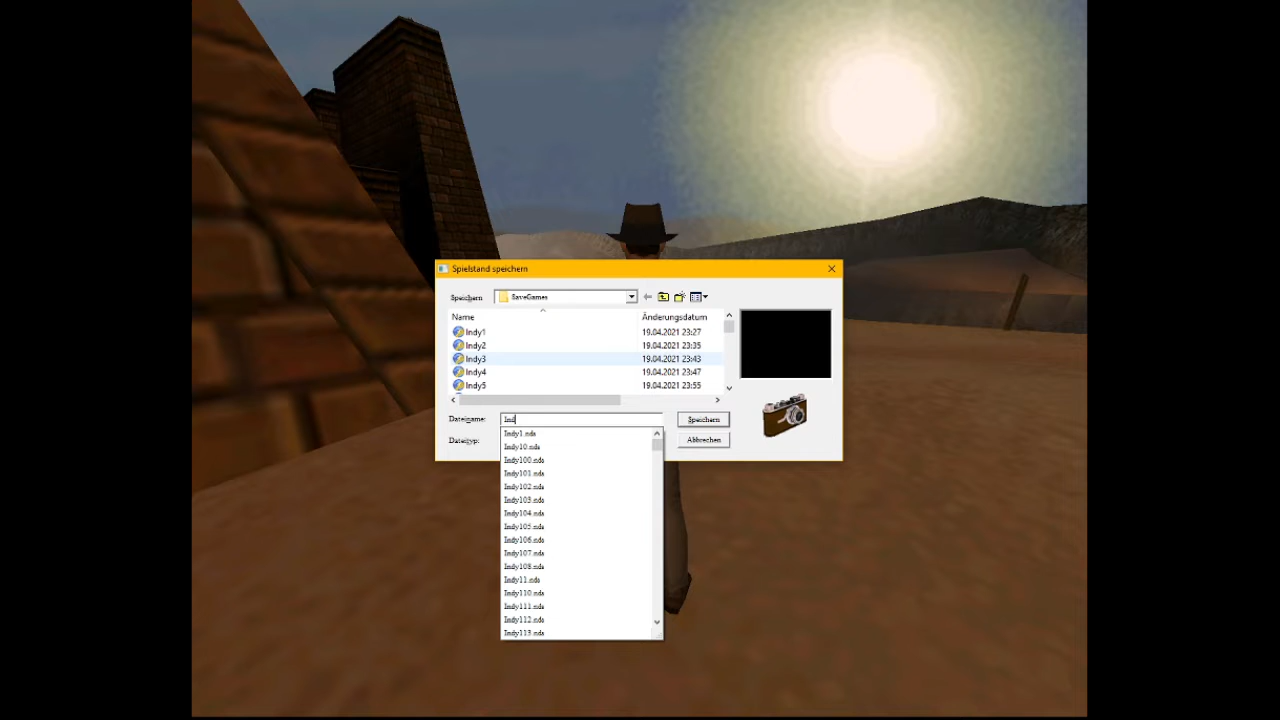 Spielstand speichern
Speichern SaveGames
Name Änderungsdatum
Indy1 19.04.2021 23:27
Indy2 19.04.2021 23:35
Indy3 19.04.2021 23:43
Indy4 19.04.2021 23:47
Indy5 19.04.2021 23:55
Dateiname: Ind Speichern
Dateityp: Abbrechen
Indy1.nds
Indy10.nds
Indy100.nds
Indy101.nds
Indy102.nds
Indy103.nds
Indy104.nds
Indy105.nds
Indy106.nds
Indy107.nds
Indy108.nds
Indy11.nds
Indy110.nds
Indy111.nds
Indy112.nds
Indy113.nds